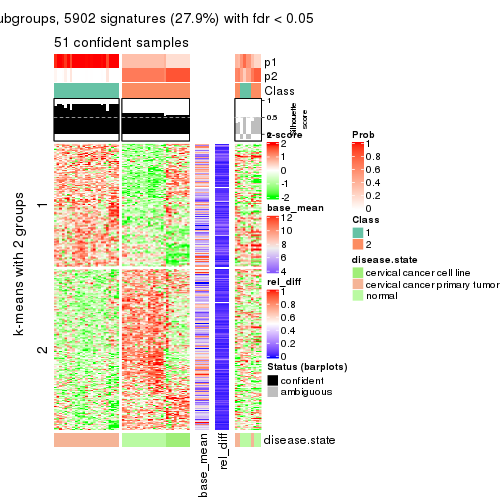 ubgroups, 5902 signatures (27.9%) with fdr < 0.05
51 confident samples
p1
p2
Class
1
0.5
0
Silhouette
score
k-means with 2 groups
1
2
z-score
2
1
0
-1
-2
base_mean
12
10
8
6
4
rel_diff
1
0.8
0.6
0.4
0.2
0
Status (barplots)
confident
ambiguous
Prob
1
0.8
0.6
0.4
0.2
0
Class
1
2
disease.state
cervical cancer cell line
cervical cancer primary tumor
normal
disease.state
base_mean
rel_diff